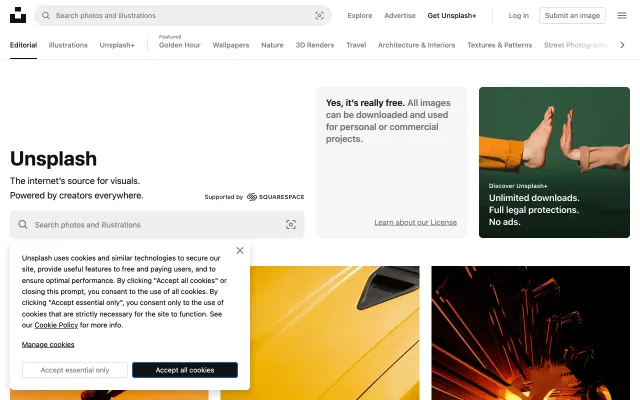 Search photos and illustrations
Explore
Advertise
Get Unsplash+
Log in
Submit an image
Editorial
Illustrations
Unsplash+
Featured
Golden Hour
Wallpapers
Nature
3D Renders
Travel
Architecture & Interiors
Textures & Patterns
Street Photography
Unsplash
The internet's source for visuals.
Powered by creators everywhere.
Supported by SQUARESPACE
Search photos and illustrations
Yes, it's really free. All images
can be downloaded and used
for personal or commercial
projects.
Learn about our License
Discover Unsplash+
Unlimited downloads.
Full legal protections.
No ads.
Unsplash uses cookies and similar technologies to secure our
site, provide useful features to free and paying users, and to
ensure optimal performance. By clicking "Accept all cookies" or
closing this prompt, you consent to the use of all cookies. By
clicking "Accept essential only", you consent only to the use of
cookies that are strictly necessary for the site to function. See
our Cookie Policy for more info.
Manage cookies
Accept essential only
Accept all cookies